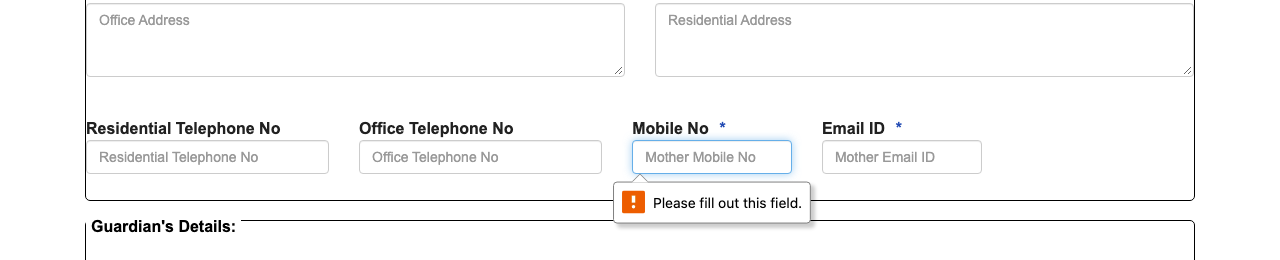 Office Address Residential Address
Residential Telephone No Office Telephone No Mobile No * Email ID *
Residential Telephone No Office Telephone No Mother Mobile No Mother Email ID
Please fill out this field.
Guardian's Details: